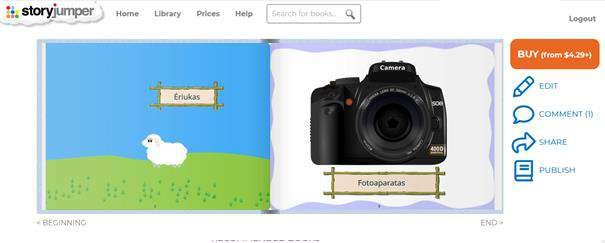 storyjumper
Home Library Prices Help
Search for books...
Logout
BUY (from $4.29+)
Ėriukas
Camera
400D
Fotoaparatas
EDIT
COMMENT (1)
SHARE
PUBLISH
< BEGINNING
END >